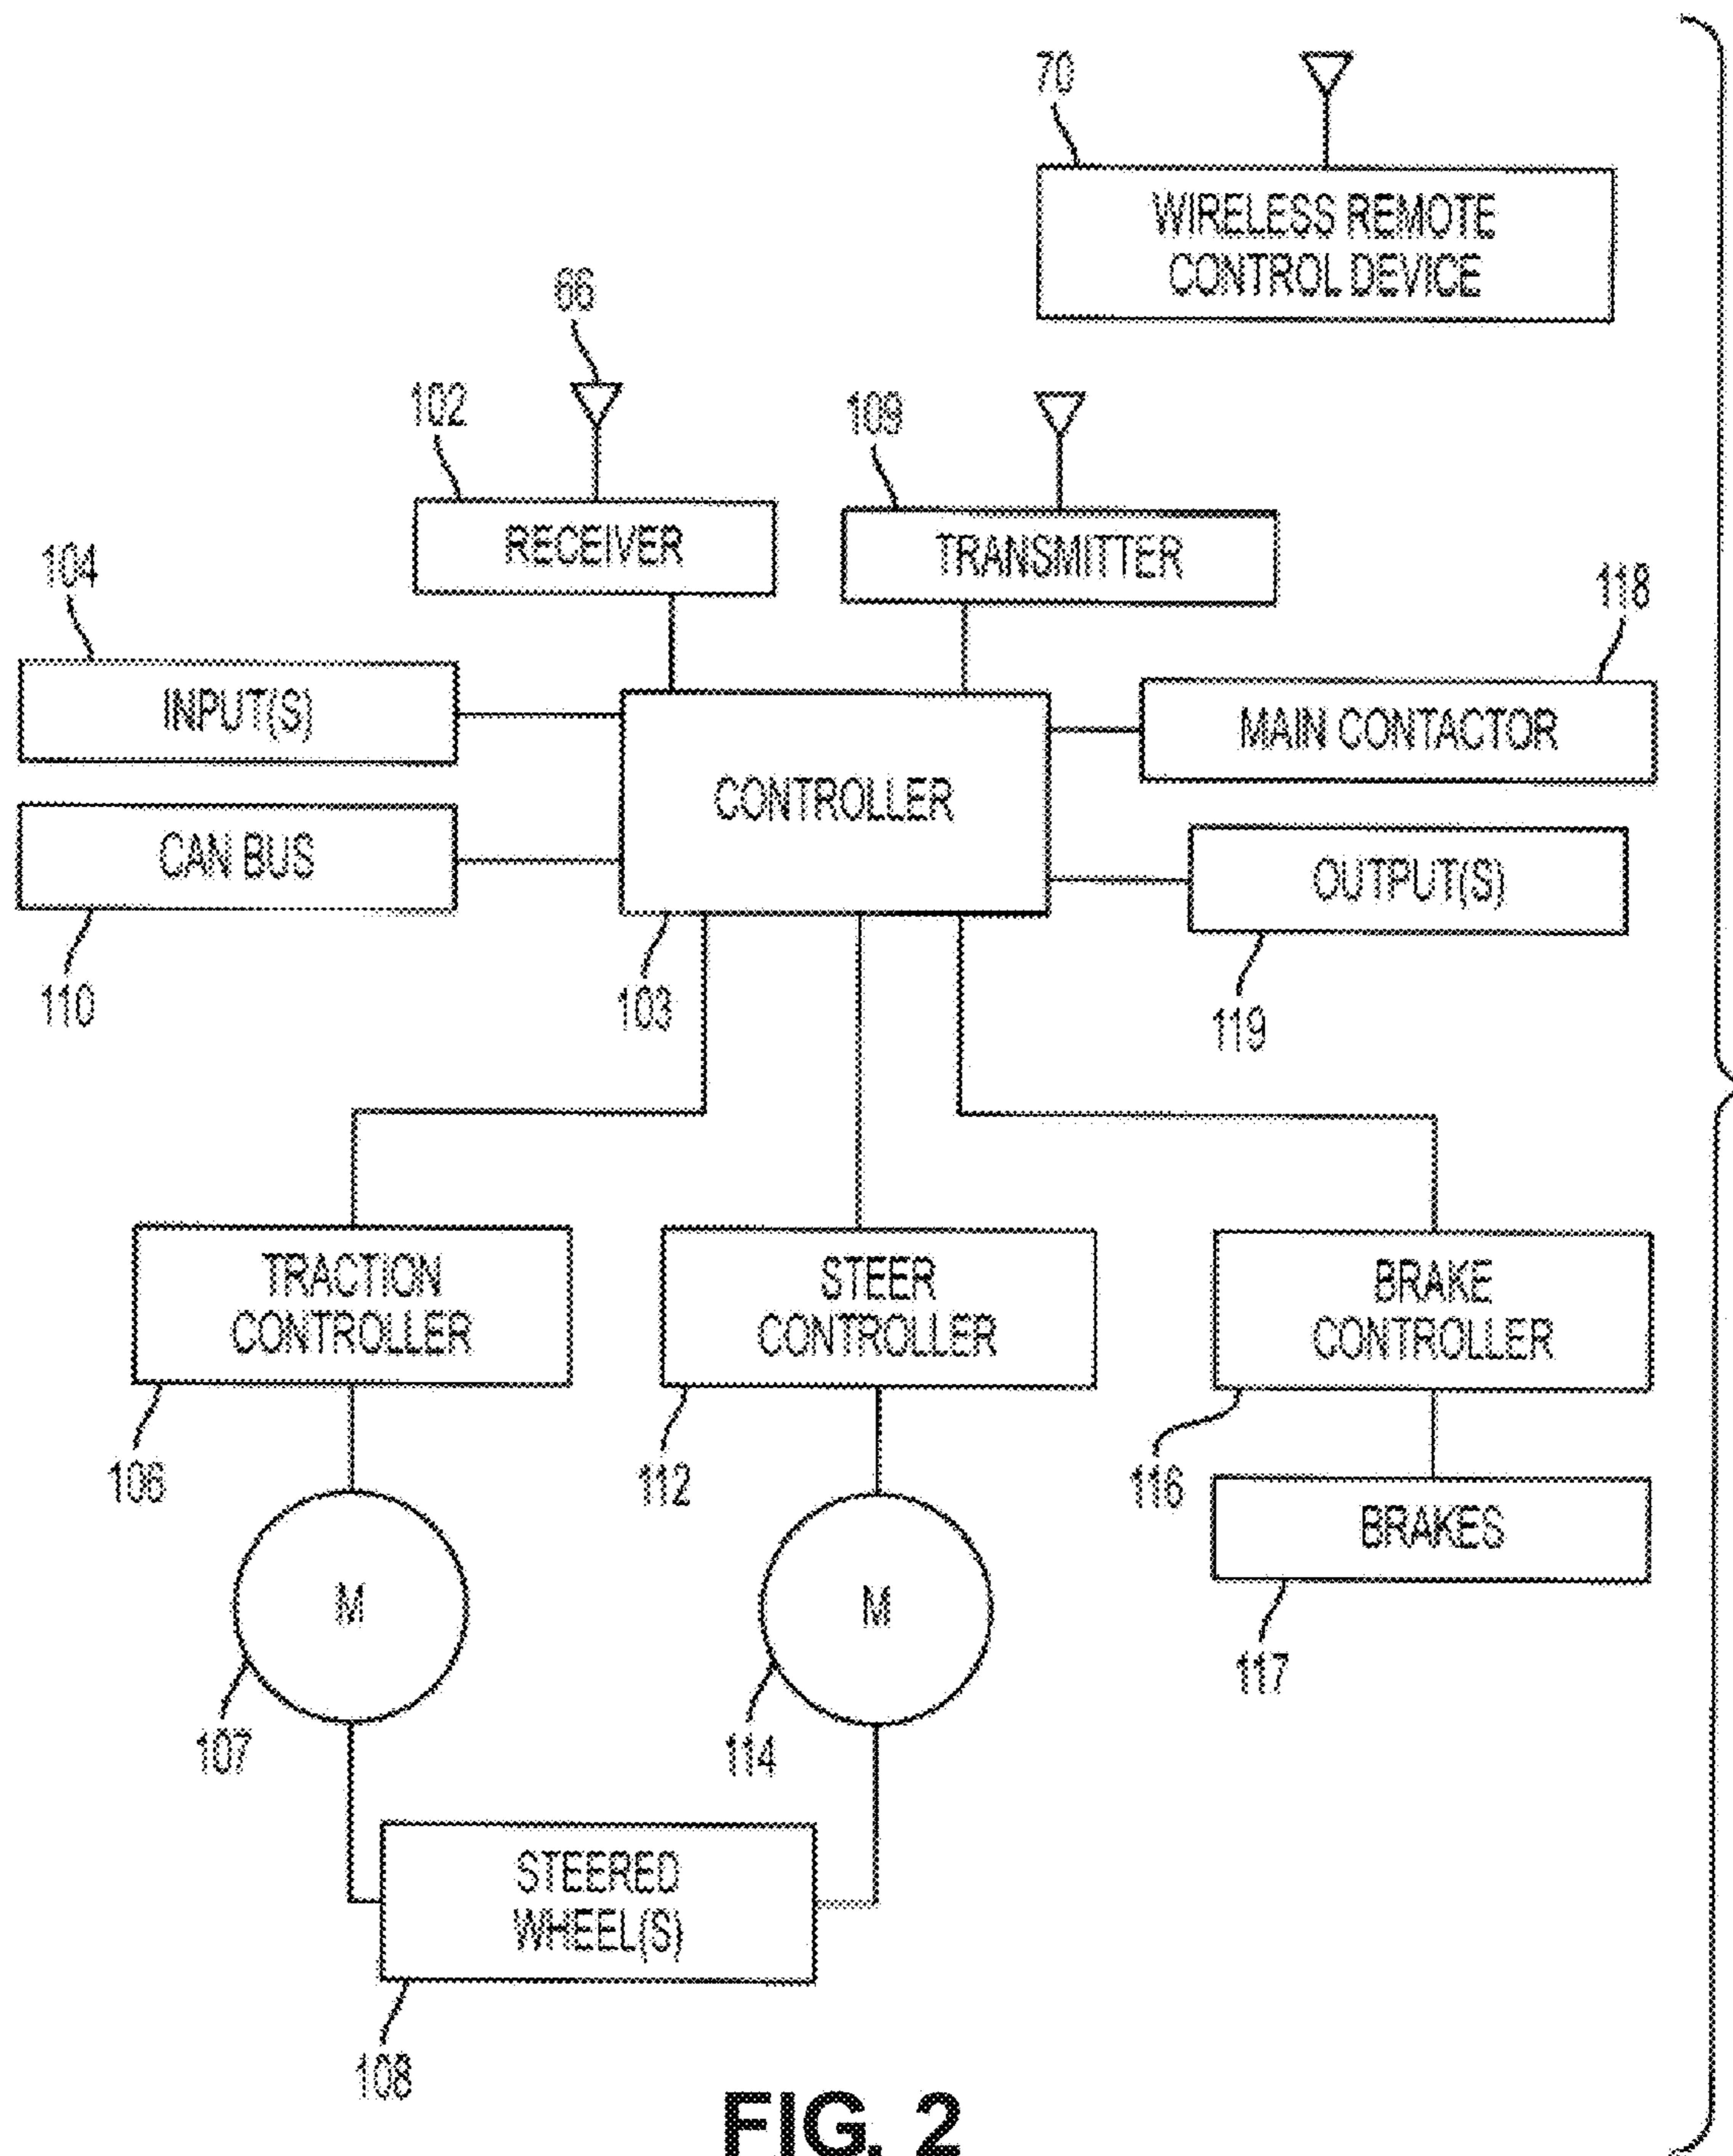 70
WIRELESS REMOTE
CONTROL DEVICE
66
102
109
RECEIVER
TRANSMITTER
104
118
INPUT(S)
MAIN CONTACTOR
CONTROLLER
CAN BUS
OUTPUT(S)
110
103
119
TRACTION
CONTROLLER
STEER
CONTROLLER
BRAKE
CONTROLLER
106
112
116
BRAKES
M
M
117
107
114
STEERED
WHEEL(S)
108
FIG. 2